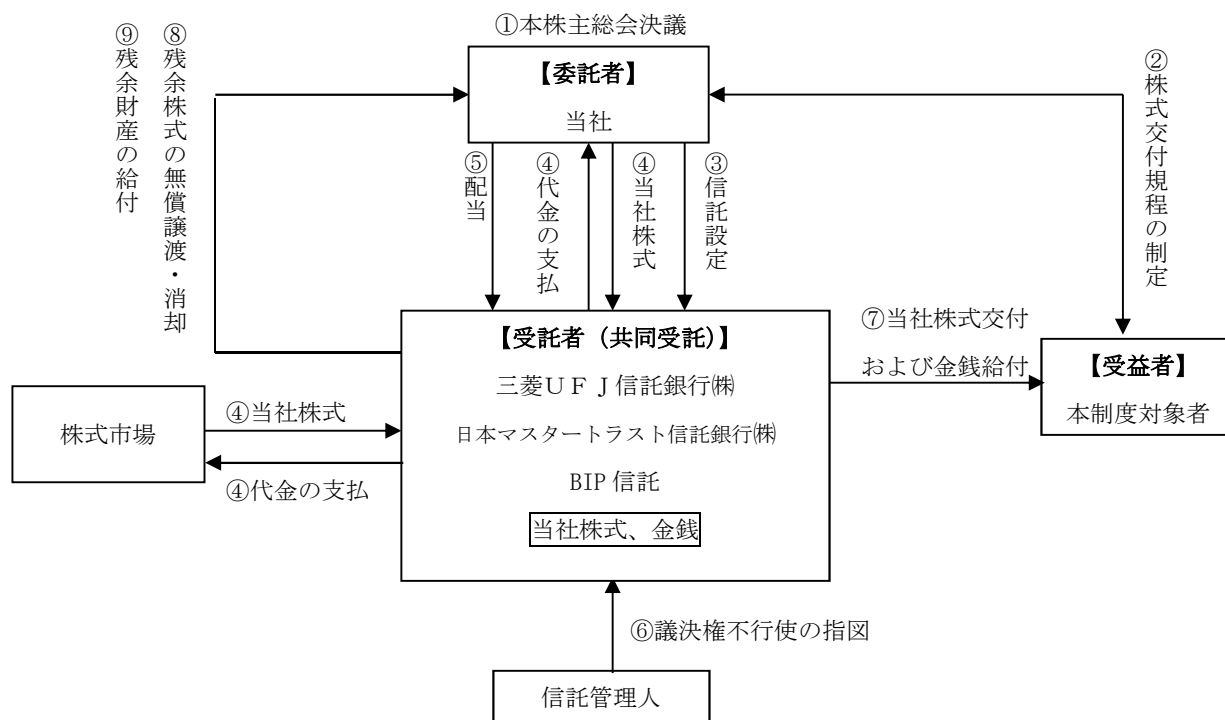 ①本株主総会決議
【委託者】
当社
⑨残余財産の給付
⑧残余株式の無償譲渡・消却
②株式交付規程の制定
⑤配当
④代金の支払
④当社株式
③信託設定
【受託者（共同受託）】
三菱ＵＦＪ信託銀行(株)
日本マスタートラスト信託銀行㈱
BIP 信託
当社株式、金銭
⑦当社株式交付
および金銭給付
【受益者】
本制度対象者
株式市場
④当社株式
④代金の支払
⑥議決権不行使の指図
信託管理人